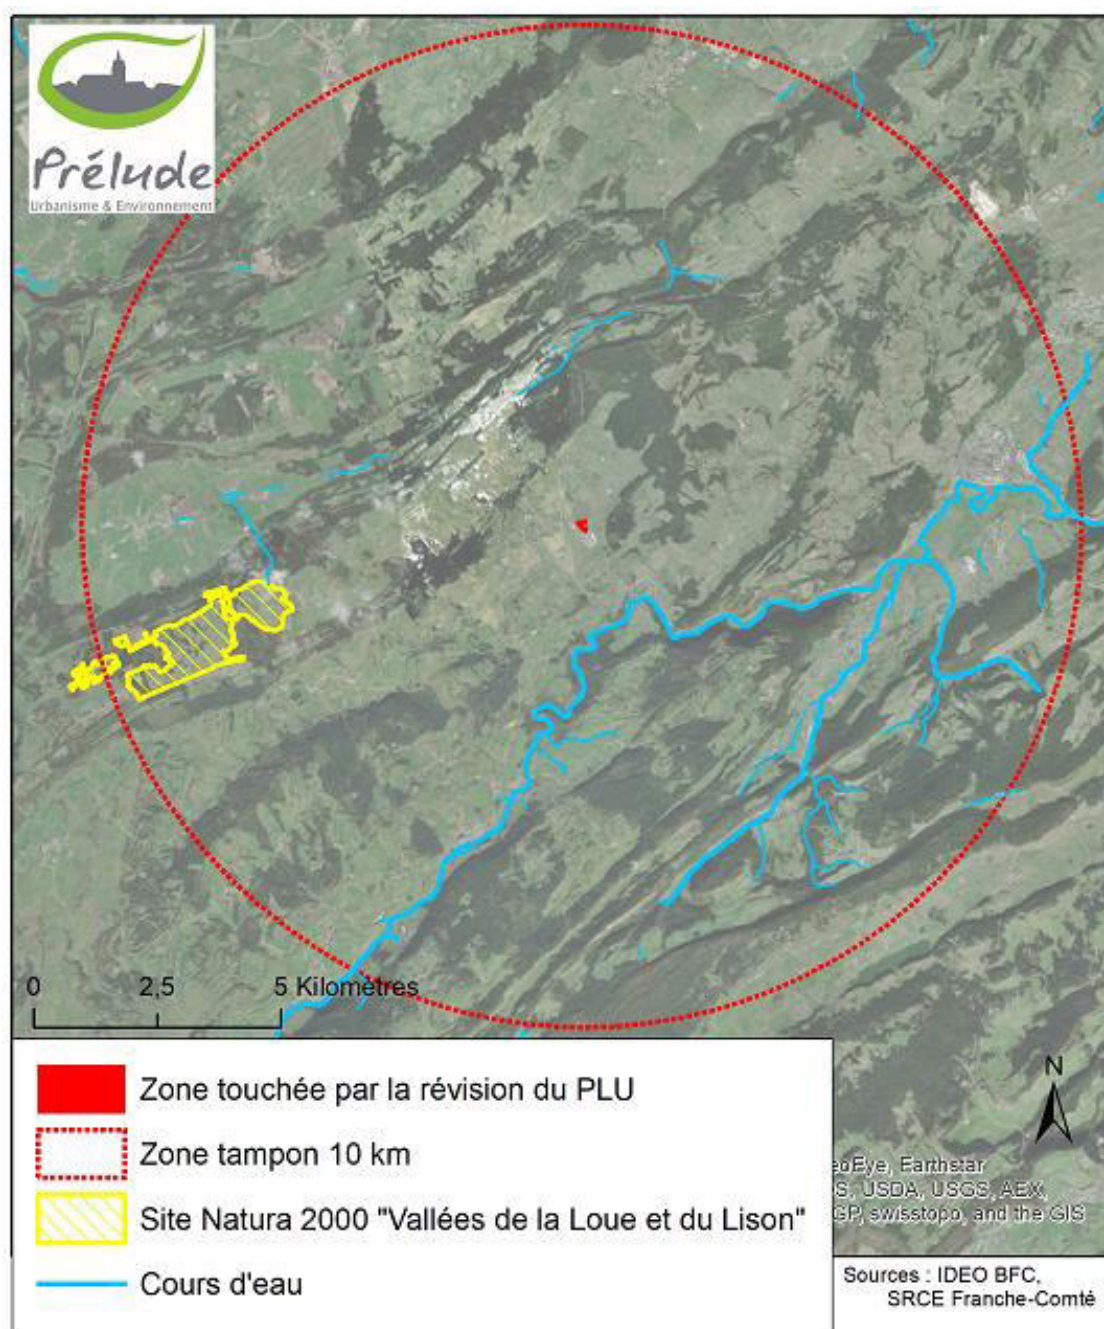 Prélude
Urbanisme & Environnement
0 2,5 5 Kilomètres
Zone touchée par la révision du PLU
Zone tampon 10 km
Site Natura 2000 "Vallées de la Loue et du Lison"
Cours d'eau
N
Earthstar
USDA, USGS, AEX,
swisstopo, and the GIS
Sources : IDEO BFC,
SRCE Franche-Comté